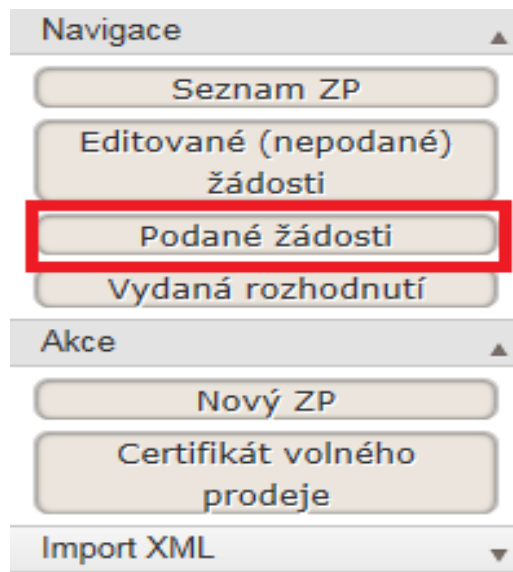 Navigace
Seznam ZP
Editované (nepodané)
žádosti
Podané žádosti
Vydaná rozhodnutí
Akce
Nový ZP
Certifikát volného
prodeje
Import XML